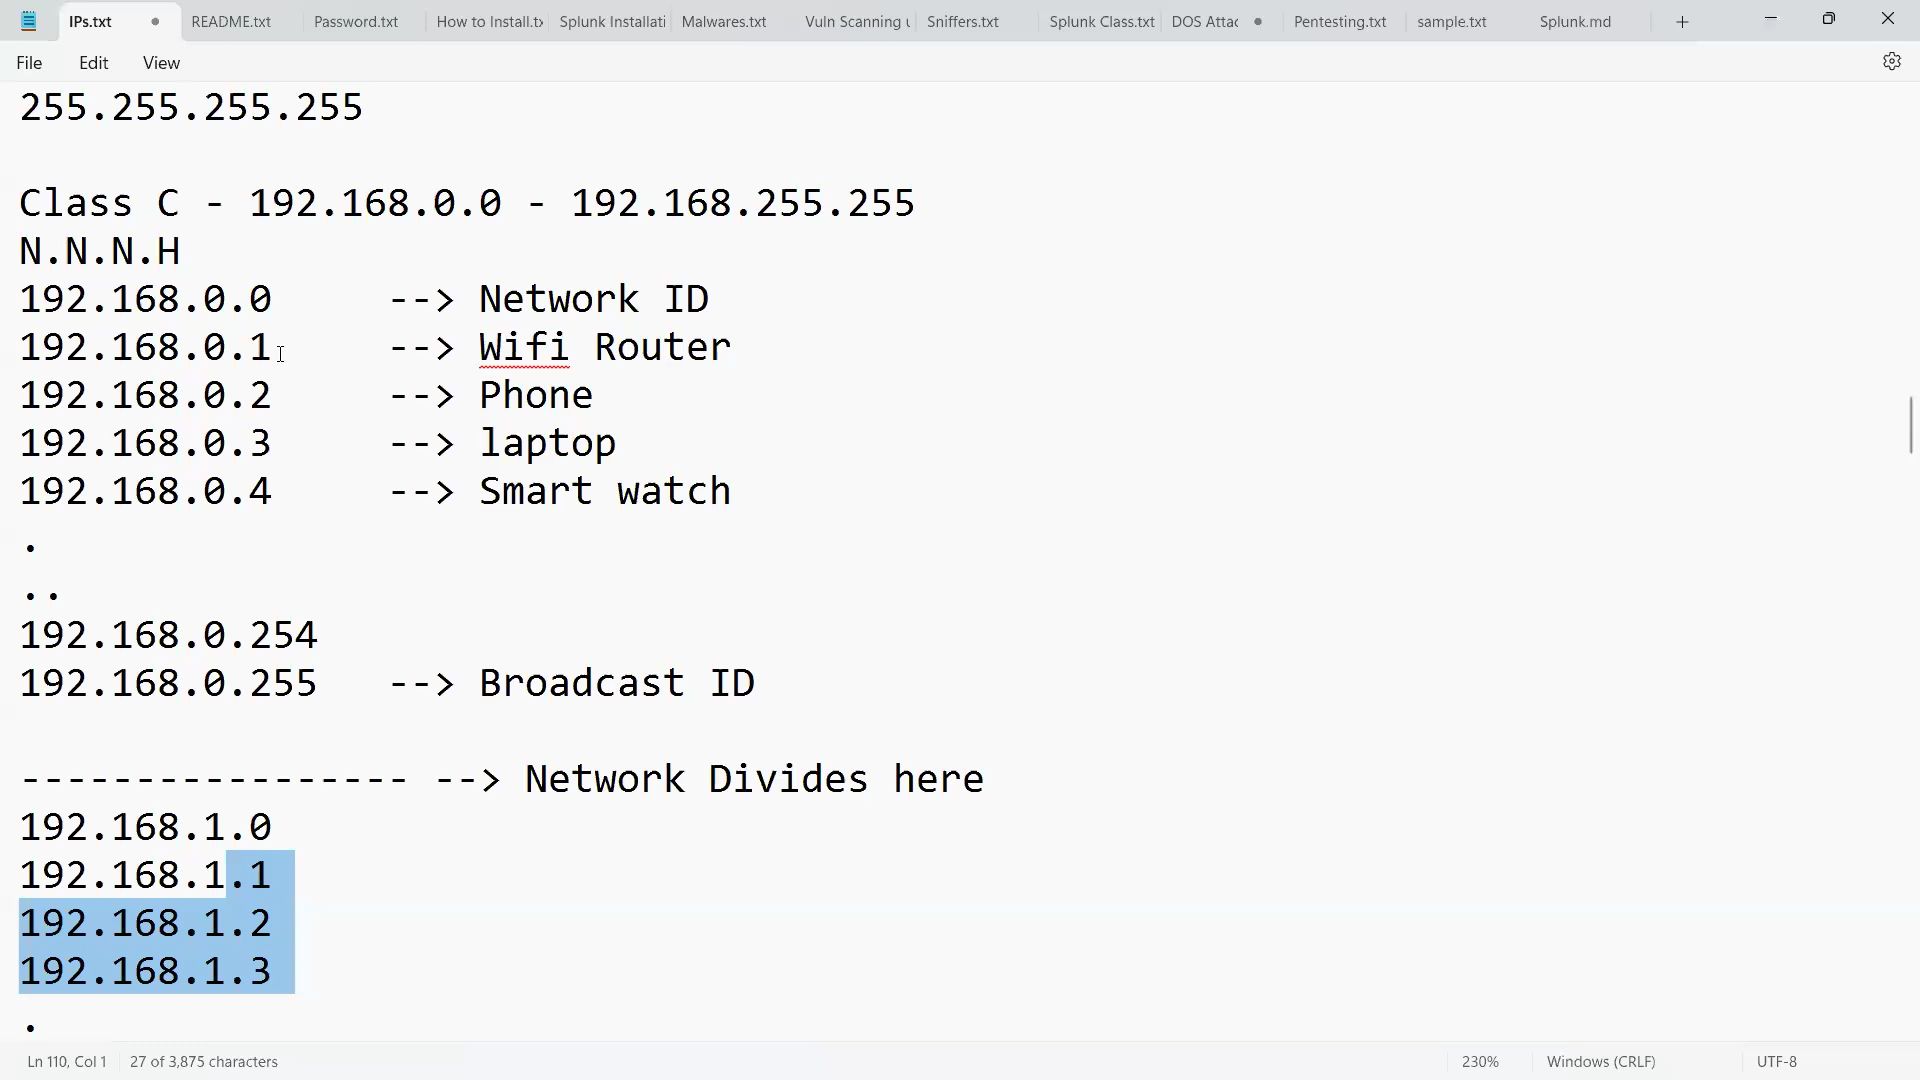 IPs.txt README.txt Password.txt How to Install.tx Splunk Installati Malwares.txt Vuln Scanning u Sniffers.txt Splunk Class.txt DOS Attac Pentesting.txt sample.txt Splunk.md
File Edit View
255.255.255.255
Class C - 192.168.0.0 - 192.168.255.255
N.N.N.H
192.168.0.0 --> Network ID
192.168.0.1 --> Wifi Router
192.168.0.2 --> Phone
192.168.0.3 --> laptop
192.168.0.4 --> Smart watch
.
..
192.168.0.254
192.168.0.255 --> Broadcast ID
----------------- --> Network Divides here
192.168.1.0
192.168.1.1
192.168.1.2
192.168.1.3
.
Ln 110, Col 1 27 of 3,875 characters 230% Windows (CRLF) UTF-8